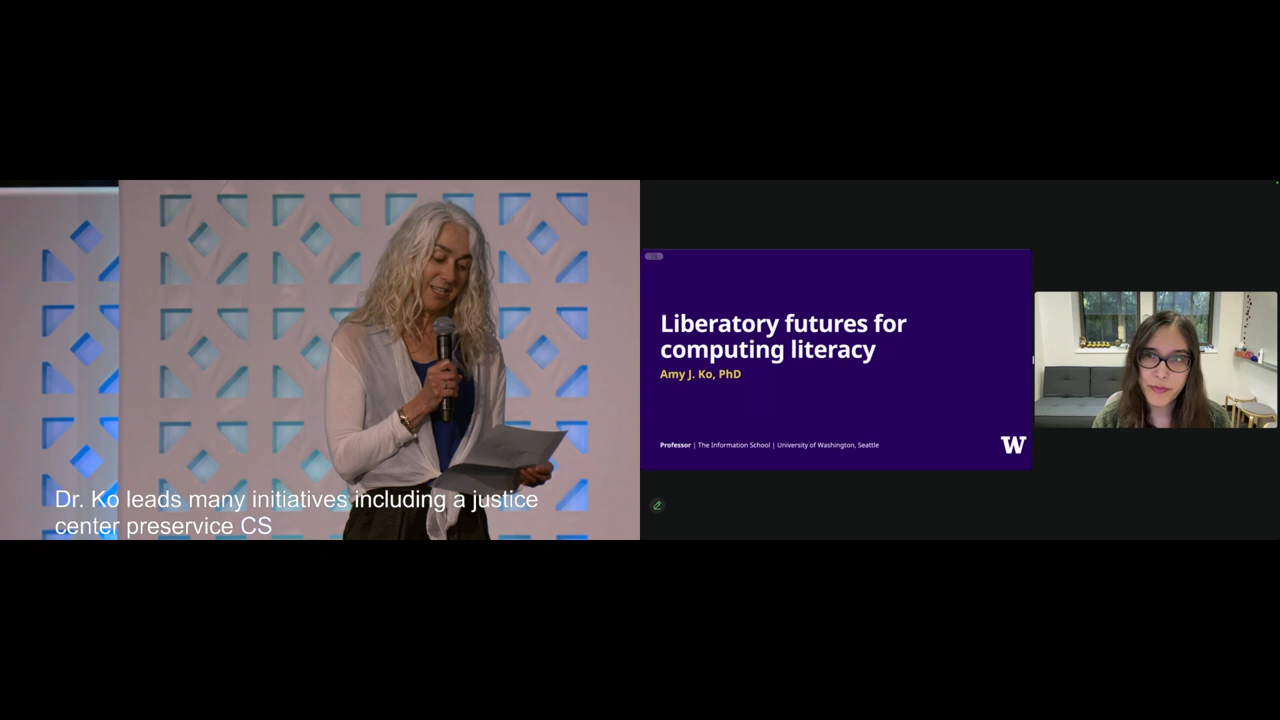 Dr. Ko leads many initiatives including a justice
center preservice CS
Liberatory futures for
computing literacy
Amy J. Ko, PhD
Professor | The Information School | University of Washington, Seattle
W